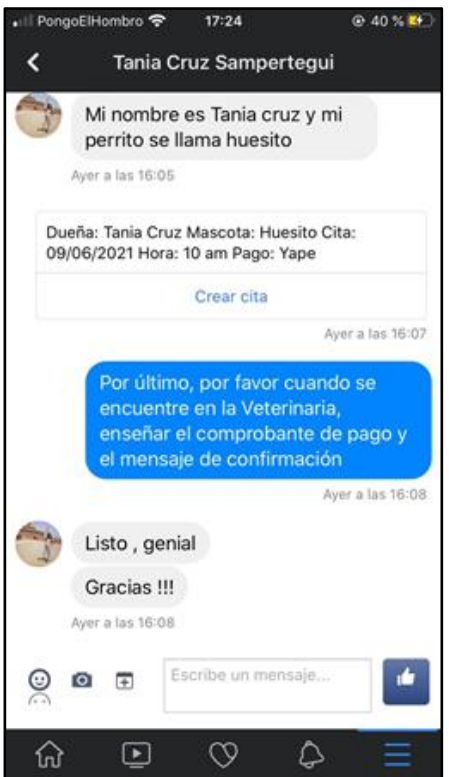 PongoElHombro 17:24 40 %
Tania Cruz Sampertegui
Mi nombre es Tania cruz y mi
perrito se llama huesito
Ayer a las 16:05
Dueña: Tania Cruz Mascota: Huesito Cita:
09/06/2021 Hora: 10 am Pago: Yape
Crear cita
Ayer a las 16:07
Por último, por favor cuando se
encuentre en la Veterinaria,
enseñar el comprobante de pago y
el mensaje de confirmación
Ayer a las 16:08
Listo , genial
Gracias !!!
Ayer a las 16:08
Escribe un mensaje...